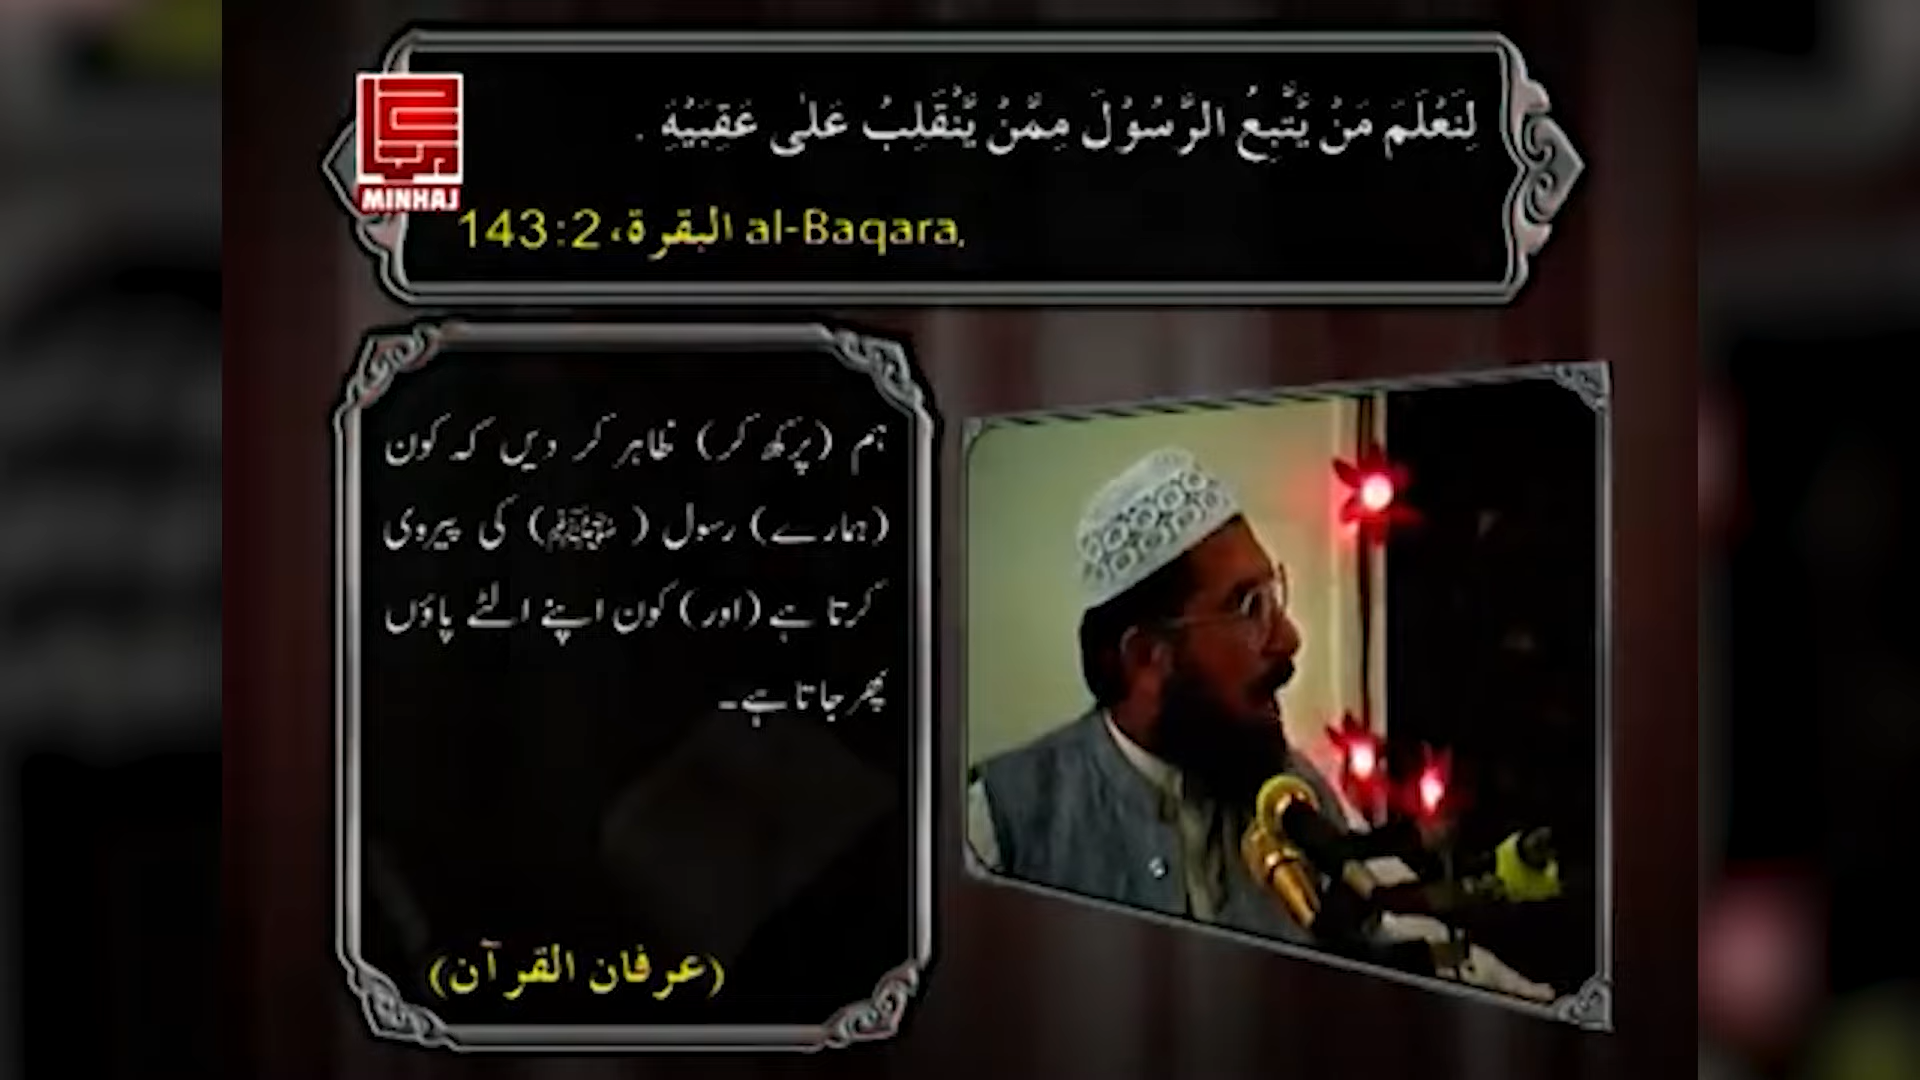 لِنَعْلَمَ مَنْ يَّتَّبِعُ الرَّسُوْلَ مِمَّنْ يَّنْقَلِبُ عَلٰى عَقِبَيْهِ .
MINHAJ
البقرة، 2:143 al-Baqara,
ہم (پرکھ کر) ظاہر کر دیں کہ کون
(ہمارے) رسول (ﷺ) کی پیروی
کرتا ہے (اور) کون اپنے الٹے پاؤں
پھر جاتا ہے۔
(عرفان القرآن)